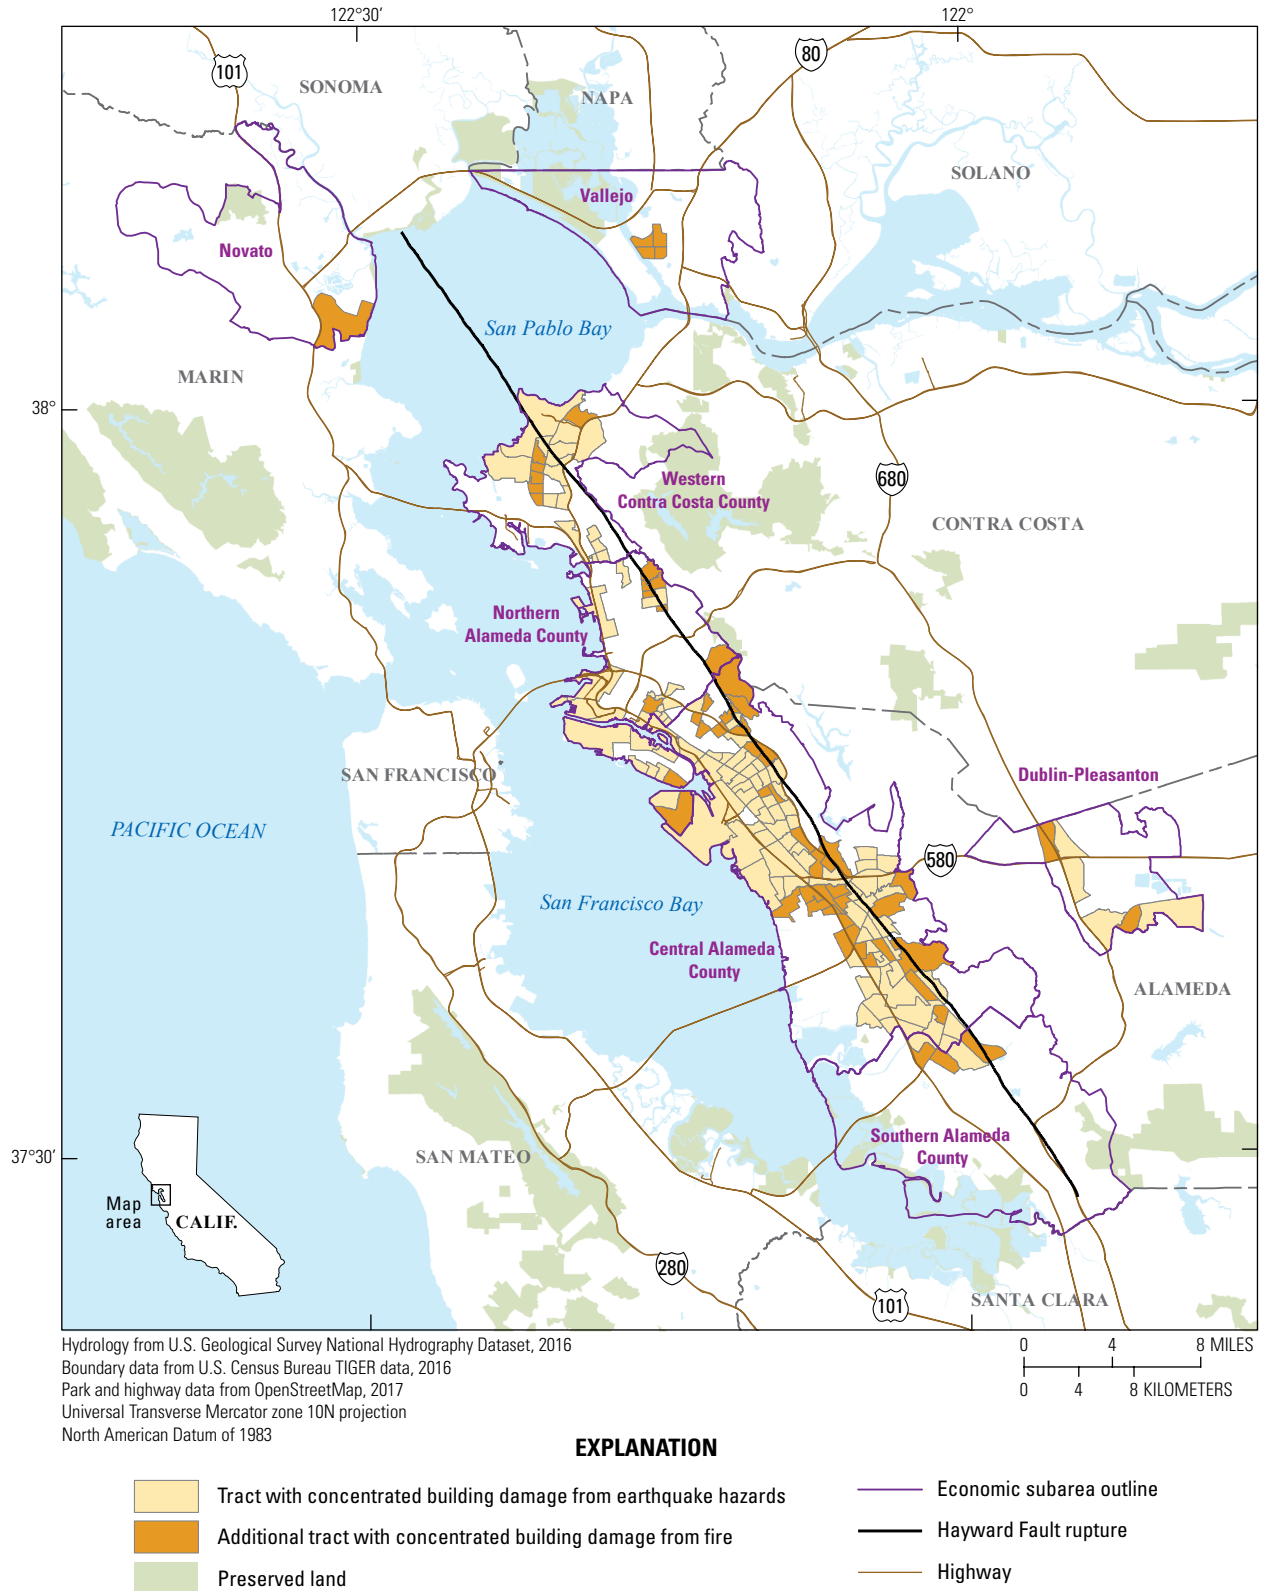 122°30′
122°
101
80
SONOMA
NAPA
SOLANO
Vallejo
Novato
San Pablo Bay
MARIN
38°
680
Western
Contra Costa County
CONTRA COSTA
Northern
Alameda County
SAN FRANCISCO
Dublin-Pleasanton
PACIFIC OCEAN
580
San Francisco Bay
Central Alameda
County
ALAMEDA
Southern Alameda
County
37°30′
SAN MATEO
Map
area
CALIF.
280
101
SANTA CLARA
Hydrology from U.S. Geological Survey National Hydrography Dataset, 2016
Boundary data from U.S. Census Bureau TIGER data, 2016
Park and highway data from OpenStreetMap, 2017
Universal Transverse Mercator zone 10N projection
North American Datum of 1983
0 4 8 MILES
0 4 8 KILOMETERS
EXPLANATION
Tract with concentrated building damage from earthquake hazards
Additional tract with concentrated building damage from fire
Preserved land
Economic subarea outline
Hayward Fault rupture
Highway